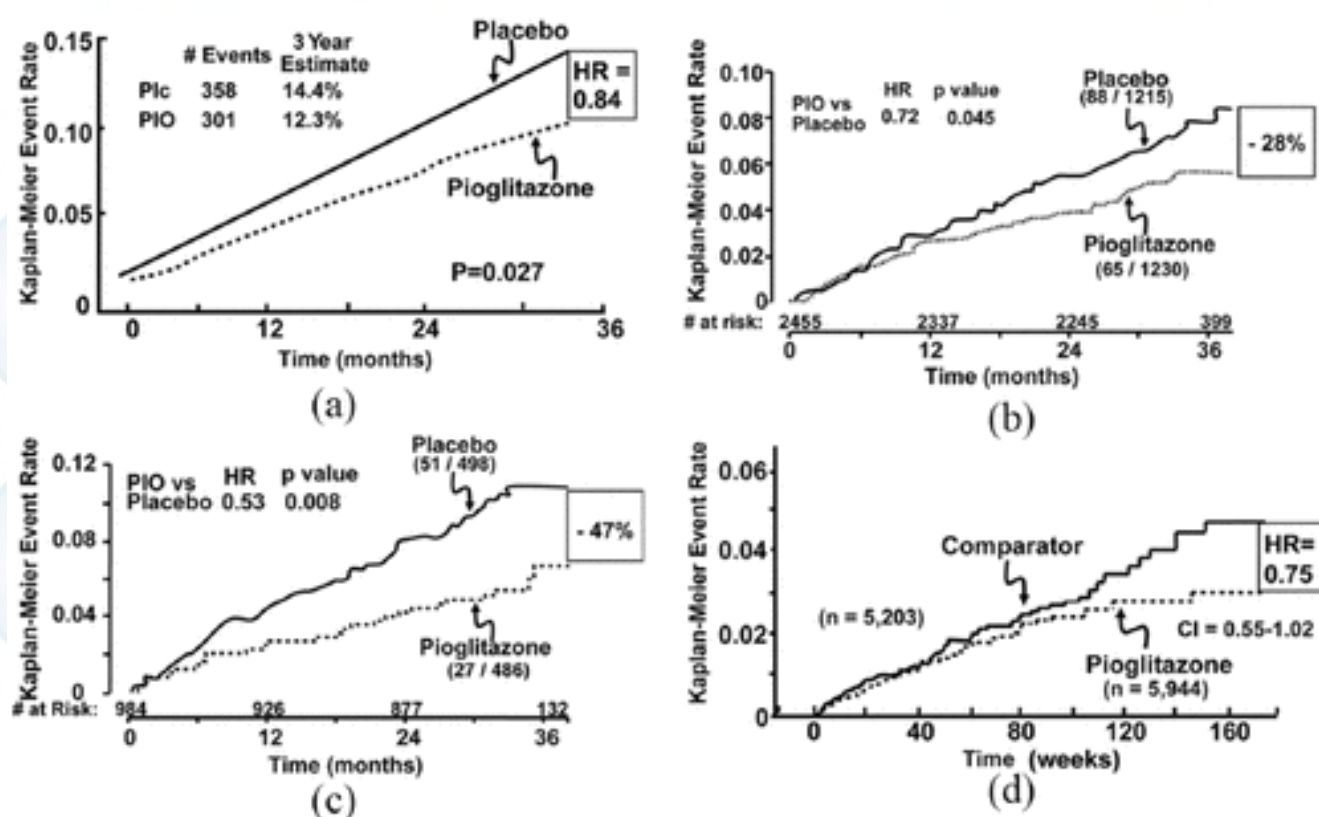 Kaplan-Meier Event Rate
0.15
0.10
0.05
0
# Events 3 Year Estimate
Plc 358 14.4%
PIO 301 12.3%
Placebo
HR = 0.84
Pioglitazone
P=0.027
0 12 24 36
Time (months)
(a)
Kaplan-Meier Event Rate
0.10
0.08
0.06
0.04
0.02
0
HR p value
PIO vs Placebo 0.72 0.045
Placebo
(88 / 1215)
- 28%
Pioglitazone
(65 / 1230)
# at risk: 2455 2337 2245 399
0 12 24 36
Time (months)
(b)
Kaplan-Meier Event Rate
0.12
0.08
0.04
0
PIO vs HR p value
Placebo 0.53 0.008
Placebo
(51 / 498)
- 47%
Pioglitazone
(27 / 486)
# at Risk: 984 926 877 132
0 12 24 36
Time (months)
(c)
Kaplan-Meier Event Rate
0.06
0.04
0.02
0
Comparator
(n = 5,203)
HR= 0.75
CI = 0.55-1.02
Pioglitazone
(n = 5,944)
0 40 80 120 160
Time (weeks)
(d)